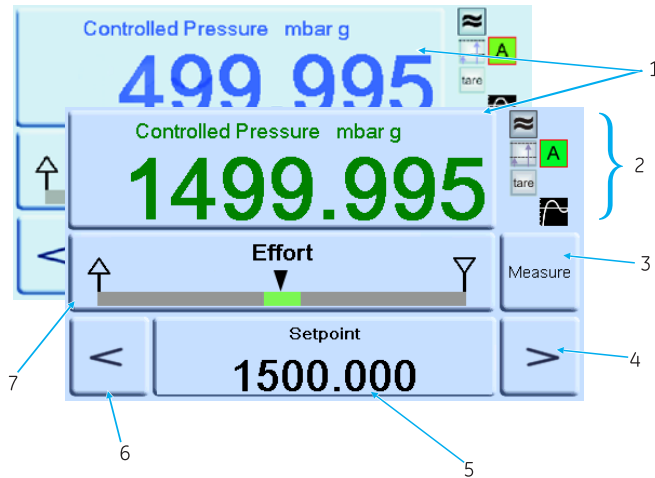 Controlled Pressure mbar g
499.995
A
tare
1
Controlled Pressure mbar g
1499.995
A
tare
2
Effort
Measure
3
<
Setpoint
1500.000
>
4
7
6
5
<